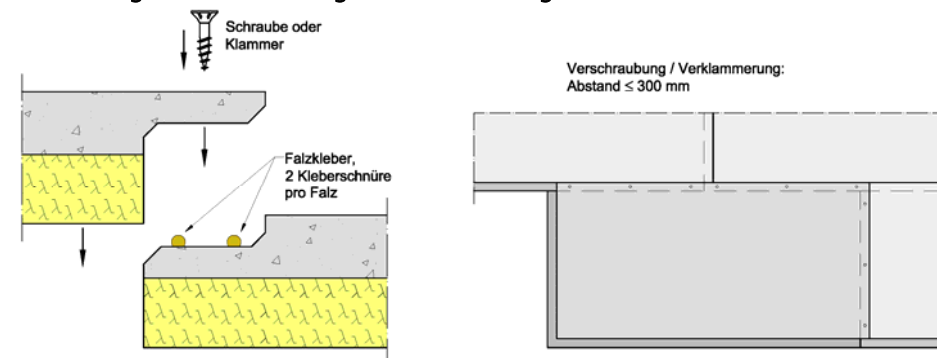 Schraube oder
Klammer
Falzkleber,
2 Kleberschnüre
pro Falz
Verschraubung / Verklammerung:
Abstand ≤ 300 mm